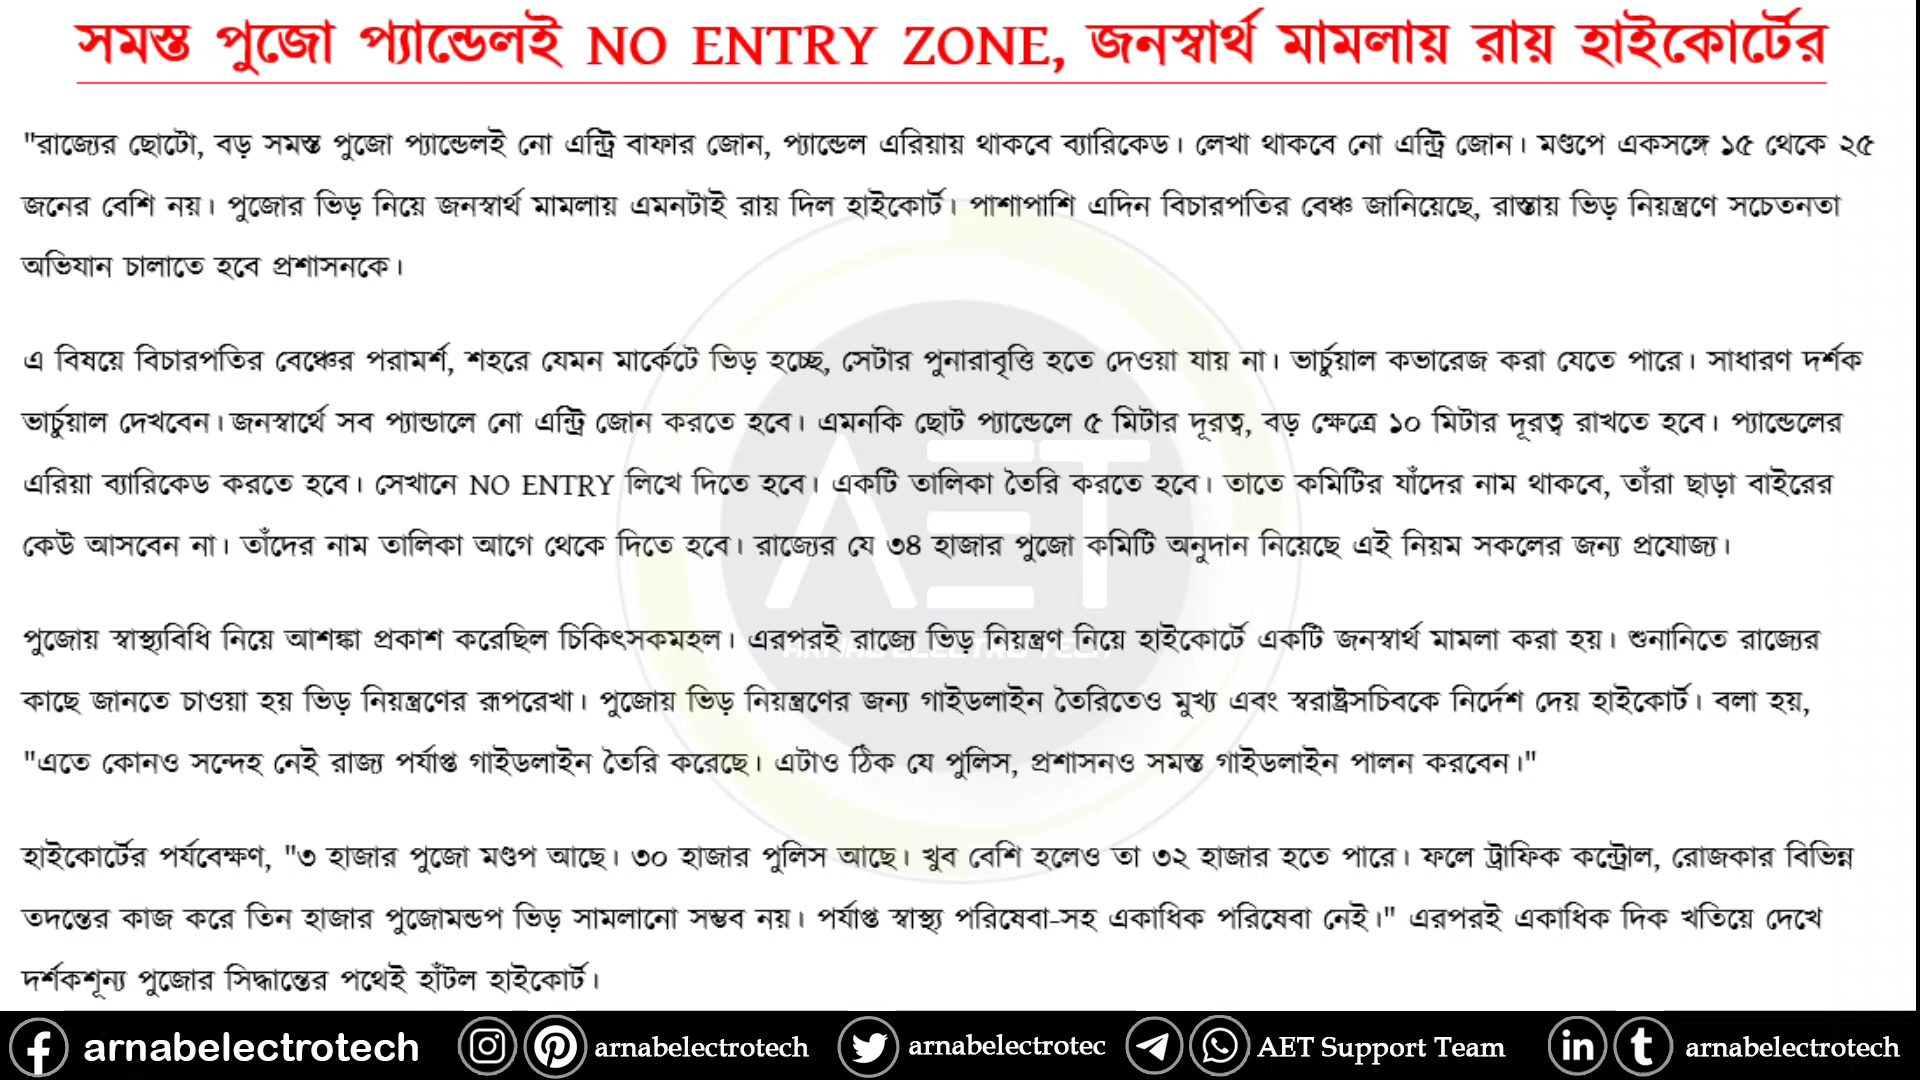 সমস্ত পুজো প্যান্ডেলই NO ENTRY ZONE, জনস্বার্থ মামলায় রায় হাইকোর্টের
"রাজ্যের ছোটো, বড় সমস্ত পুজো প্যান্ডেলই নো এন্ট্রি বাফার জোন, প্যান্ডেল এরিয়ায় থাকবে ব্যারিকেড। লেখা থাকবে নো এন্ট্রি জোন। মণ্ডপে একসঙ্গে ১৫ থেকে ২৫
জনের বেশি নয়। পুজোর ভিড় নিয়ে জনস্বার্থ মামলায় এমনটাই রায় দিল হাইকোর্ট। পাশাপাশি এদিন বিচারপতির বেঞ্চ জানিয়েছে, রাস্তায় ভিড় নিয়ন্ত্রণে সচেতনতা
অভিযান চালাতে হবে প্রশাসনকে।
এ বিষয়ে বিচারপতির বেঞ্চের পরামর্শ, শহরে যেমন মার্কেটে ভিড় হচ্ছে, সেটার পুনারাবৃত্তি হতে দেওয়া যায় না। ভার্চুয়াল কভারেজ করা যেতে পারে। সাধারণ দর্শক
ভার্চুয়াল দেখবেন। জনস্বার্থে সব প্যান্ডালে নো এন্ট্রি জোন করতে হবে। এমনকি ছোট প্যান্ডেলে ৫ মিটার দূরত্ব, বড় ক্ষেত্রে ১০ মিটার দূরত্ব রাখতে হবে। প্যান্ডেলের
এরিয়া ব্যারিকেড করতে হবে। সেখানে NO ENTRY লিখে দিতে হবে। একটি তালিকা তৈরি করতে হবে। তাতে কমিটির যাঁদের নাম থাকবে, তাঁরা ছাড়া বাইরের
কেউ আসবেন না। তাঁদের নাম তালিকা আগে থেকে দিতে হবে। রাজ্যের যে ৩৪ হাজার পুজো কমিটি অনুদান নিয়েছে এই নিয়ম সকলের জন্য প্রযোজ্য।
পুজোয় স্বাস্থ্যবিধি নিয়ে আশঙ্কা প্রকাশ করেছিল চিকিৎসকমহল। এরপরই রাজ্যে ভিড় নিয়ন্ত্রণ নিয়ে হাইকোর্টে একটি জনস্বার্থ মামলা করা হয়। শুনানিতে রাজ্যের
কাছে জানতে চাওয়া হয় ভিড় নিয়ন্ত্রণের রূপরেখা। পুজোয় ভিড় নিয়ন্ত্রণের জন্য গাইডলাইন তৈরিতেও মুখ্য এবং স্বরাষ্ট্রসচিবকে নির্দেশ দেয় হাইকোর্ট। বলা হয়,
"এতে কোনও সন্দেহ নেই রাজ্য পর্যাপ্ত গাইডলাইন তৈরি করেছে। এটাও ঠিক যে পুলিস, প্রশাসনও সমস্ত গাইডলাইন পালন করবেন।"
হাইকোর্টের পর্যবেক্ষণ, "৩ হাজার পুজো মণ্ডপ আছে। ৩০ হাজার পুলিস আছে। খুব বেশি হলেও তা ৩২ হাজার হতে পারে। ফলে ট্রাফিক কন্ট্রোল, রোজকার বিভিন্ন
তদন্তের কাজ করে তিন হাজার পুজোমন্ডপ ভিড় সামলানো সম্ভব নয়। পর্যাপ্ত স্বাস্থ্য পরিষেবা-সহ একাধিক পরিষেবা নেই।" এরপরই একাধিক দিক খতিয়ে দেখে
দর্শকশূন্য পুজোর সিদ্ধান্তের পথেই হাঁটল হাইকোর্ট।
AET
ARNAB ELECTRO TECH
arnabelectrotech arnabelectrotech arnabelectrotec AET Support Team arnabelectrotech